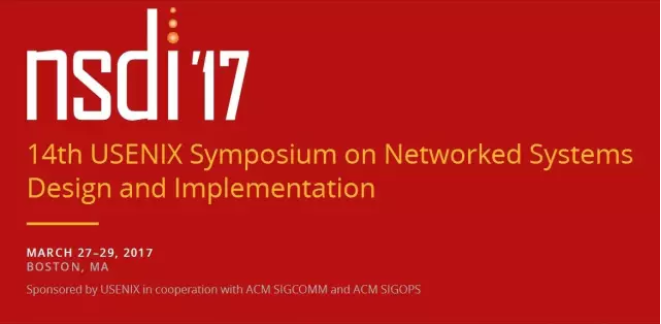 nsdi '17
14th USENIX Symposium on Networked Systems
Design and Implementation
MARCH 27–29, 2017
BOSTON, MA
Sponsored by USENIX in cooperation with ACM SIGCOMM and ACM SIGOPS